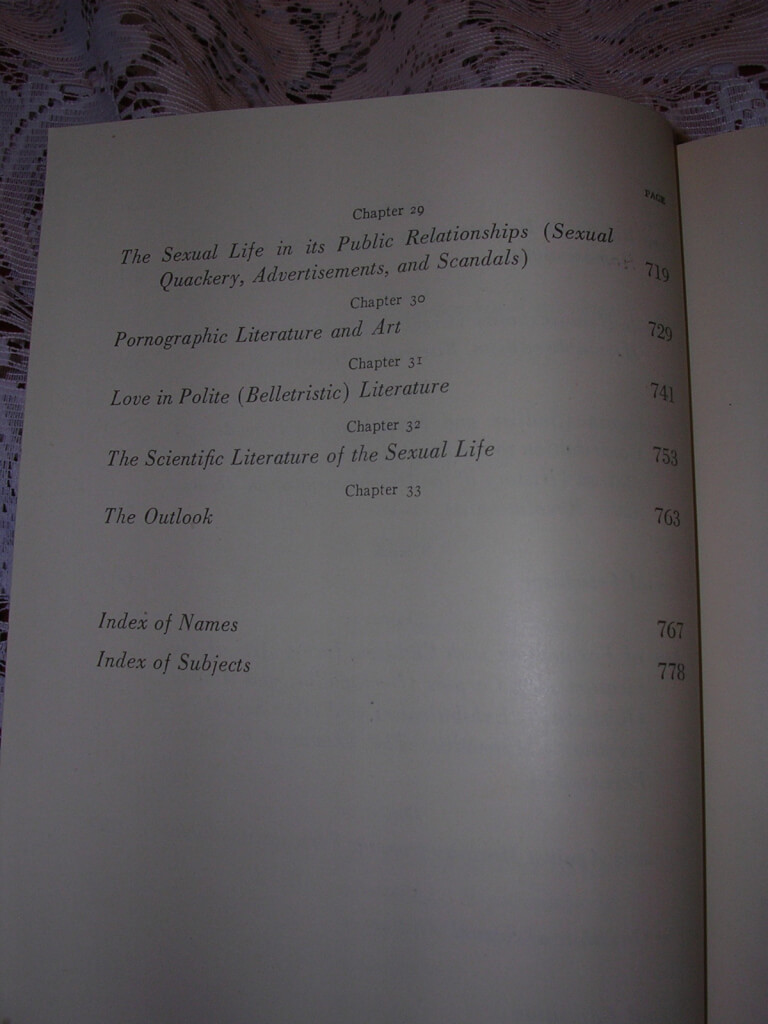 PAGE
Chapter 29
The Sexual Life in its Public Relationships (Sexual
Quackery, Advertisements, and Scandals) 719
Chapter 30
Pornographic Literature and Art 729
Chapter 31
Love in Polite (Belletristic) Literature 741
Chapter 32
The Scientific Literature of the Sexual Life 753
Chapter 33
The Outlook 763
Index of Names 767
Index of Subjects 778